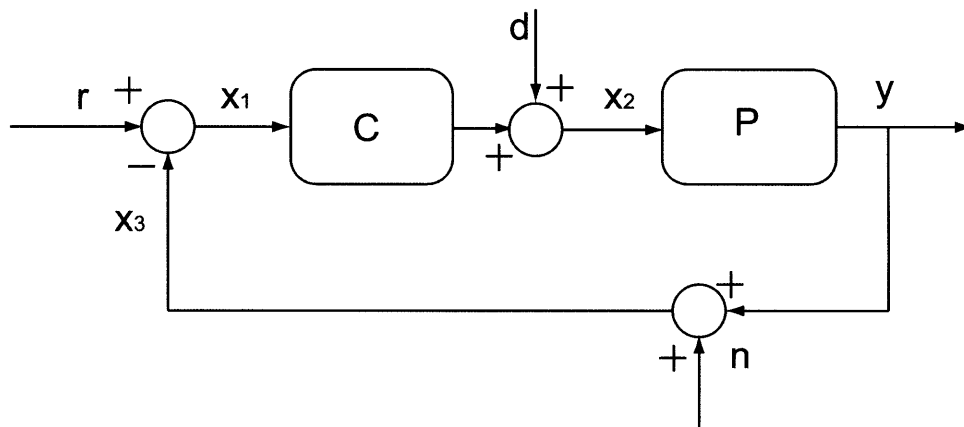 d
r + x₁ C + + x₂ P y
−
x₃
+
+ n